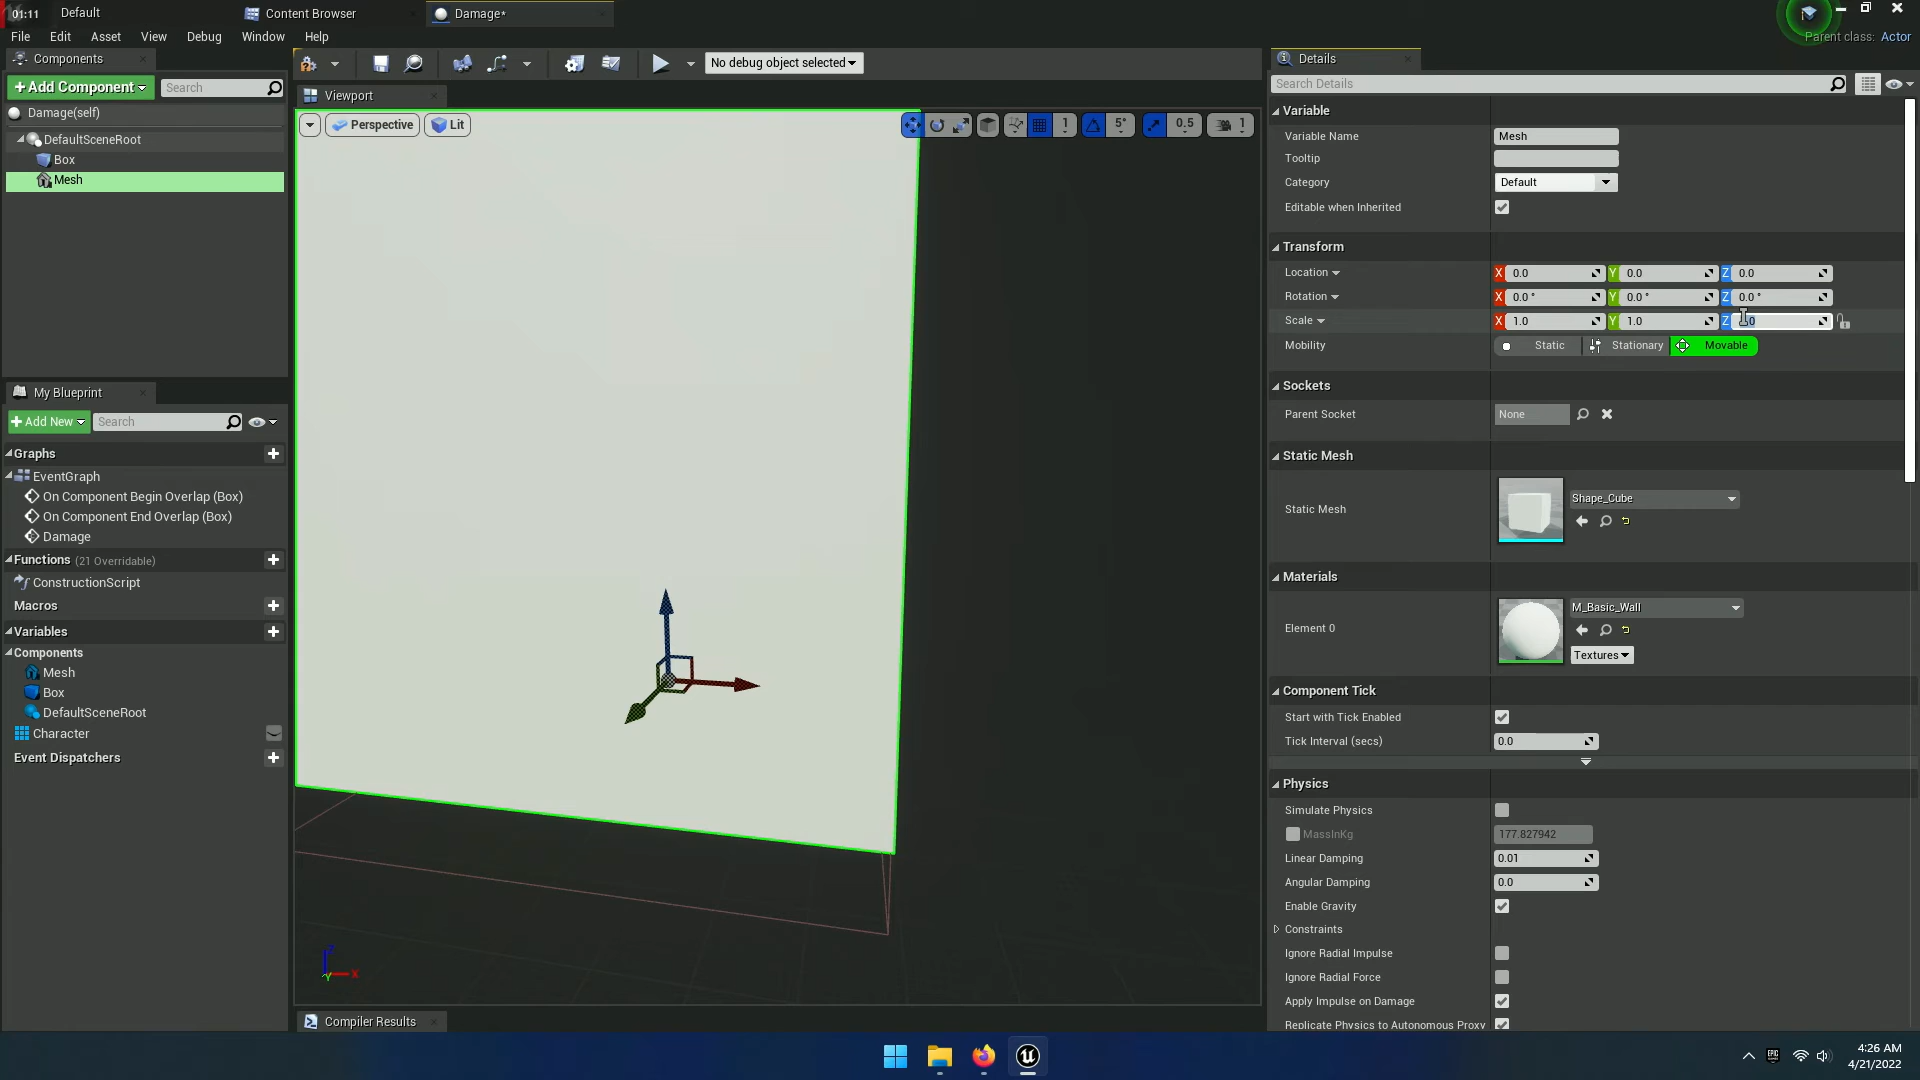 01:11
Default
Content Browser
Damage*
File Edit Asset View Debug Window Help
Parent class: Actor
Components
+ Add Component
Search
Damage(self)
DefaultSceneRoot
Box
Mesh
No debug object selected
Viewport
Perspective
Lit
1
5°
0.5
1
Details
Search Details
Variable
Variable Name
Mesh
Tooltip
Category
Default
Editable when Inherited
Transform
Location
X 0.0 Y 0.0 Z 0.0
Rotation
X 0.0 ° Y 0.0 ° Z 0.0 °
Scale
X 1.0 Y 1.0 Z
Mobility
Static
Stationary
Movable
Sockets
Parent Socket
None
Static Mesh
Static Mesh
Shape_Cube
Materials
Element 0
M_Basic_Wall
Textures
Component Tick
Start with Tick Enabled
Tick Interval (secs)
0.0
Physics
Simulate Physics
MassInKg
177.827942
Linear Damping
0.01
Angular Damping
0.0
Enable Gravity
Constraints
Ignore Radial Impulse
Ignore Radial Force
Apply Impulse on Damage
Replicate Physics to Autonomous Proxy
My Blueprint
+ Add New
Search
Graphs
EventGraph
On Component Begin Overlap (Box)
On Component End Overlap (Box)
Damage
Functions (21 Overridable)
ConstructionScript
Macros
Variables
Components
Mesh
Box
DefaultSceneRoot
Character
Event Dispatchers
Z
X
Y
Compiler Results
4:26 AM
4/21/2022